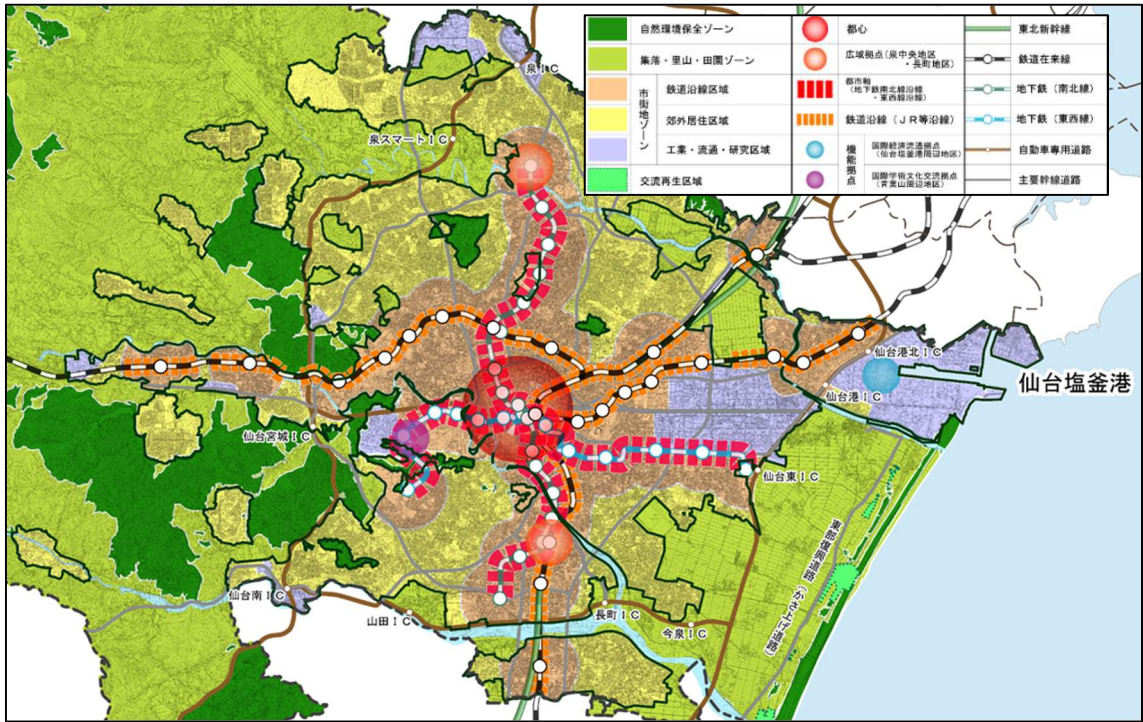 自然環境保全ゾーン
集落・里山・田園ゾーン
市街地ゾーン
鉄道沿線区域
郊外居住区域
工業・流通・研究区域
交流再生区域
都心
広域拠点(泉中央地区
・長町地区)
都市軸
(地下鉄南北線沿線
・東西線沿線)
鉄道沿線(JR等沿線)
機能拠点
国際経済流通拠点
(仙台塩釜港周辺地区)
国際学術文化交流拠点
(青葉山周辺地区)
東北新幹線
鉄道在来線
地下鉄(南北線)
地下鉄(東西線)
自動車専用道路
主要幹線道路
泉IC
泉スマートIC
仙台港北IC
仙台塩釜港
仙台港IC
仙台宮城IC
仙台東IC
東部復興道路(かさ上げ道路)
仙台南IC
山田IC
長町IC
今泉IC